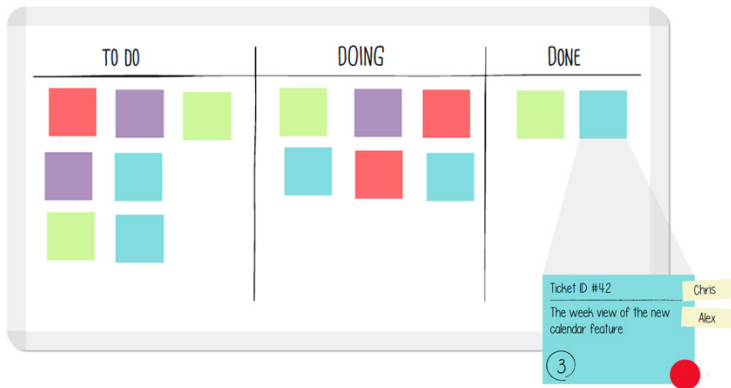 TO DO
DOING
DONE
Ticket ID #42
Chris
The week view of the new
calendar feature
Alex
3